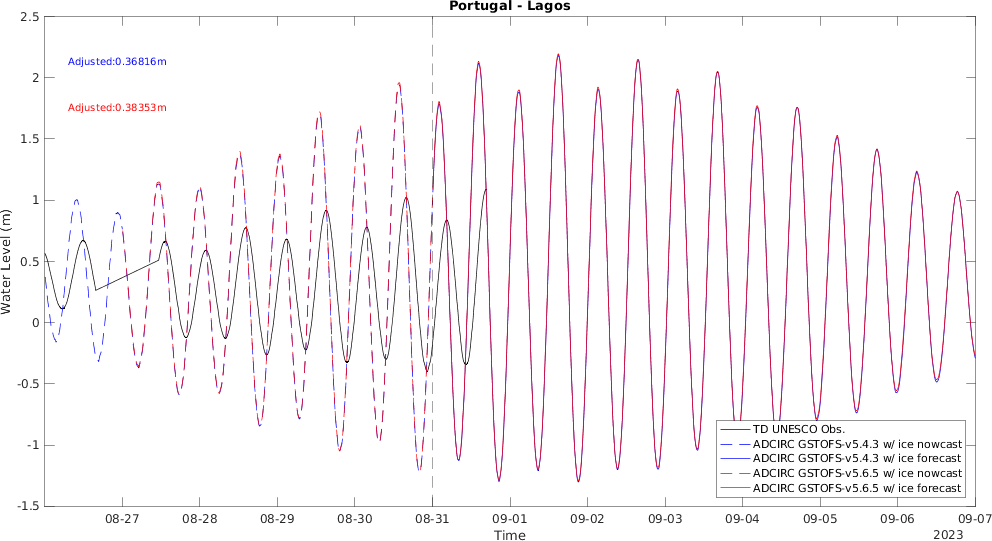 Portugal - Lagos
2.5
2
1.5
1
0.5
0
-0.5
-1
-1.5
Water Level (m)
Adjusted:0.36816m
Adjusted:0.38353m
TD UNESCO Obs.
ADCIRC GSTOFS-v5.4.3 w/ ice nowcast
ADCIRC GSTOFS-v5.4.3 w/ ice forecast
ADCIRC GSTOFS-v5.6.5 w/ ice nowcast
ADCIRC GSTOFS-v5.6.5 w/ ice forecast
08-27 08-28 08-29 08-30 08-31 09-01 09-02 09-03 09-04 09-05 09-06 09-07
Time
2023